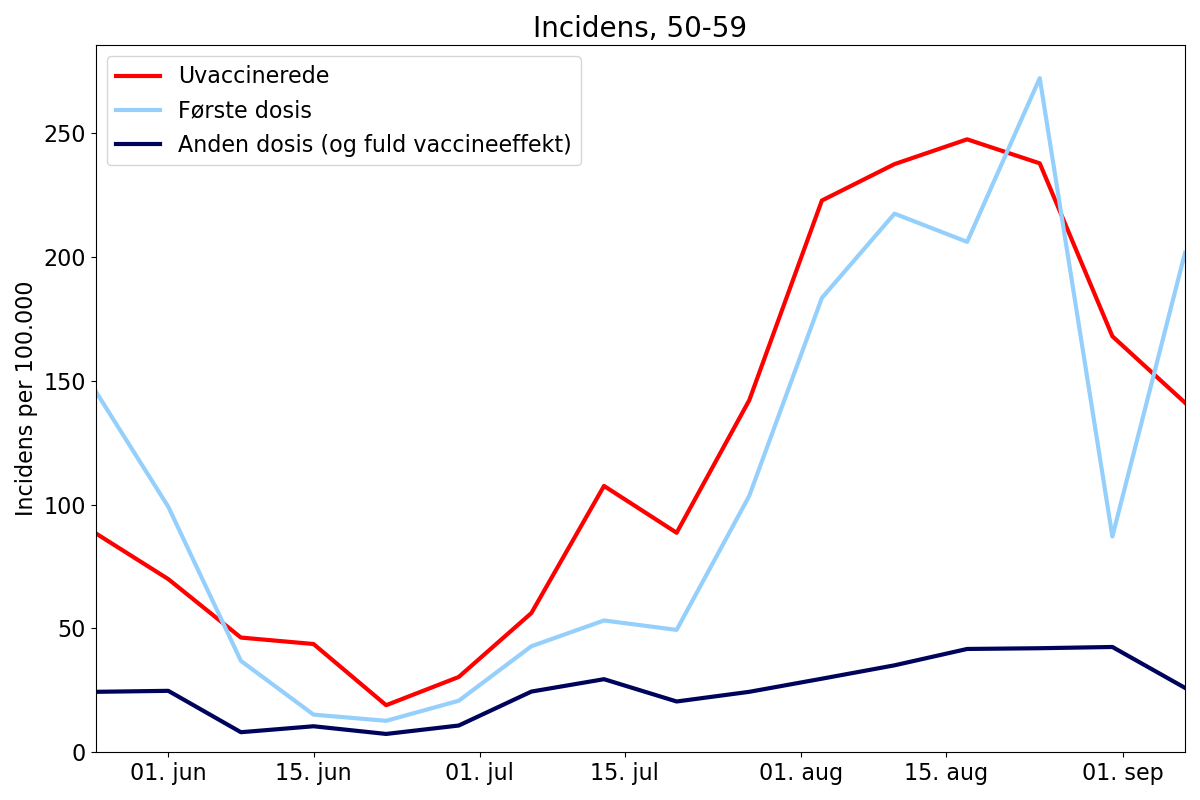 Incidens, 50-59
Uvaccinerede
Første dosis
Anden dosis (og fuld vaccineeffekt)
Incidens per 100.000
250
200
150
100
50
0
01. jun
15. jun
01. jul
15. jul
01. aug
15. aug
01. sep